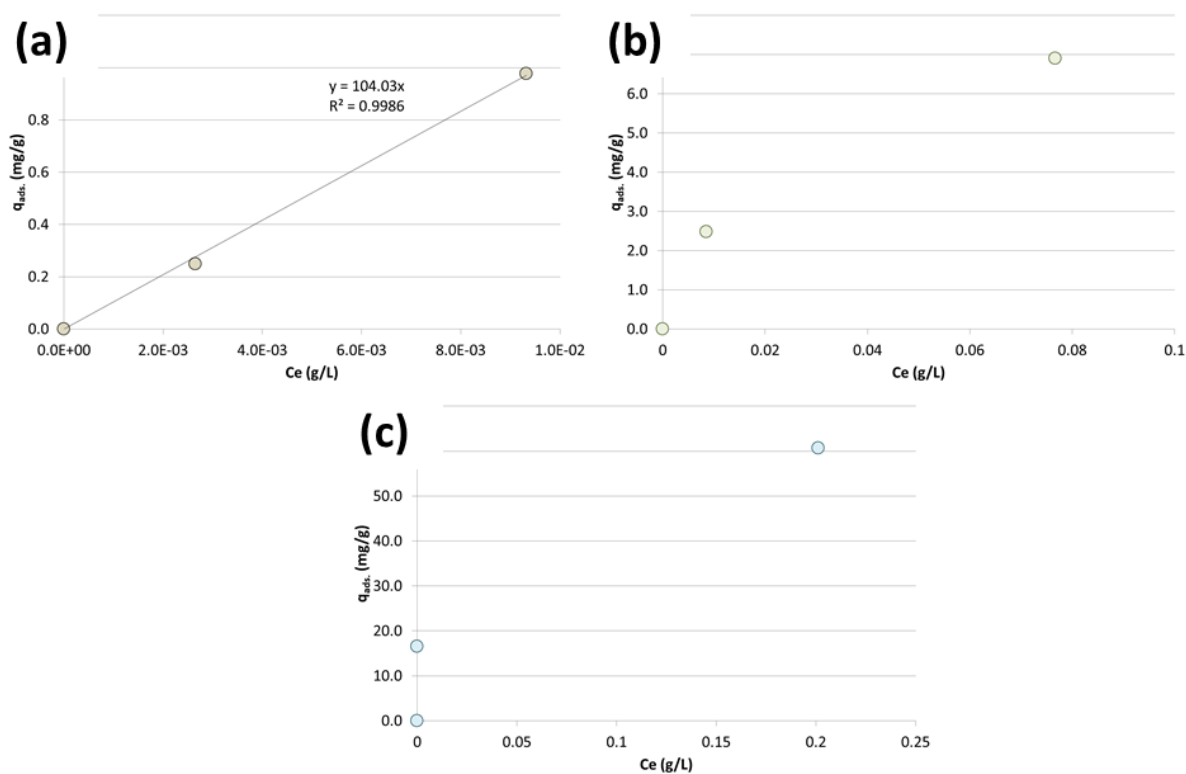 (a)
y = 104.03x
R² = 0.9986
0.8
0.6
0.4
0.2
0.0
qads. (mg/g)
0.0E+00 2.0E-03 4.0E-03 6.0E-03 8.0E-03 1.0E-02
Ce (g/L)
(b)
6.0
5.0
4.0
3.0
2.0
1.0
0.0
qads. (mg/g)
0 0.02 0.04 0.06 0.08 0.1
Ce (g/L)
(c)
50.0
40.0
30.0
20.0
10.0
0.0
qads. (mg/g)
0 0.05 0.1 0.15 0.2 0.25
Ce (g/L)